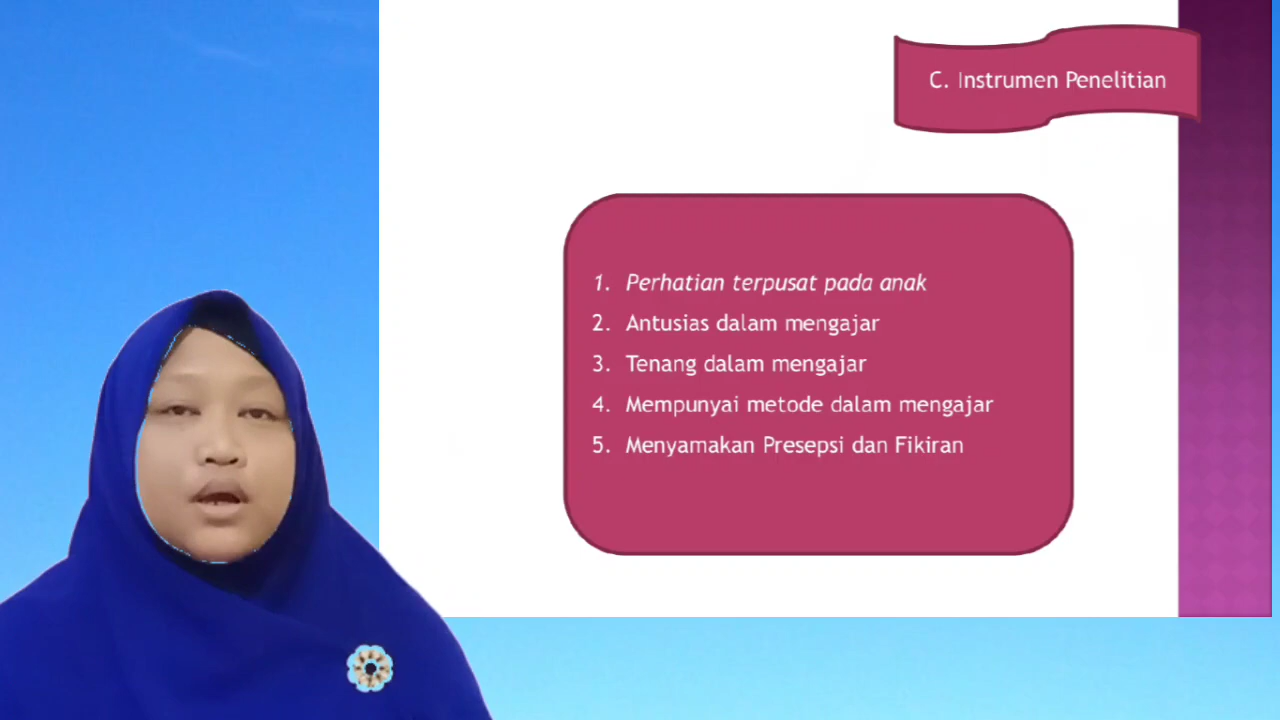 C. Instrumen Penelitian
1. Perhatian terpusat pada anak
2. Antusias dalam mengajar
3. Tenang dalam mengajar
4. Mempunyai metode dalam mengajar
5. Menyamakan Presepsi dan Fikiran